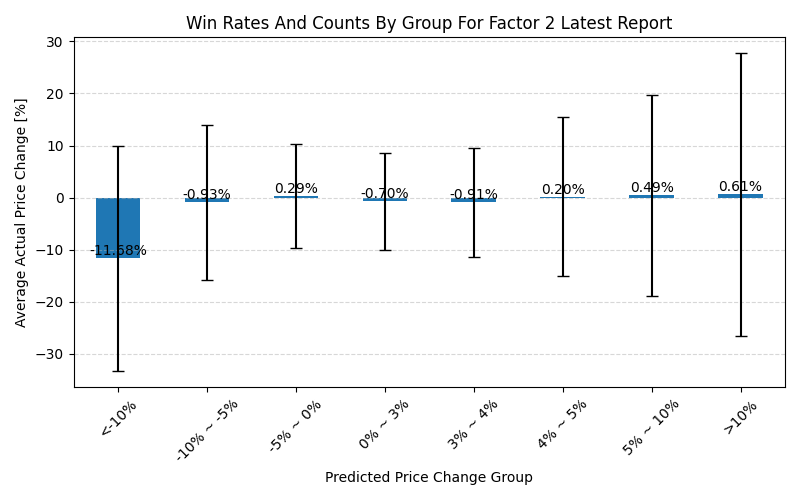 Win Rates And Counts By Group For Factor 2 Latest Report
Average Actual Price Change [%]
30
20
10
0
−10
−20
−30
-11.68%
-0.93%
0.29%
-0.70%
-0.91%
0.20%
0.49%
0.61%
<-10%
-10% ~ -5%
-5% ~ 0%
0% ~ 3%
3% ~ 4%
4% ~ 5%
5% ~ 10%
>10%
Predicted Price Change Group